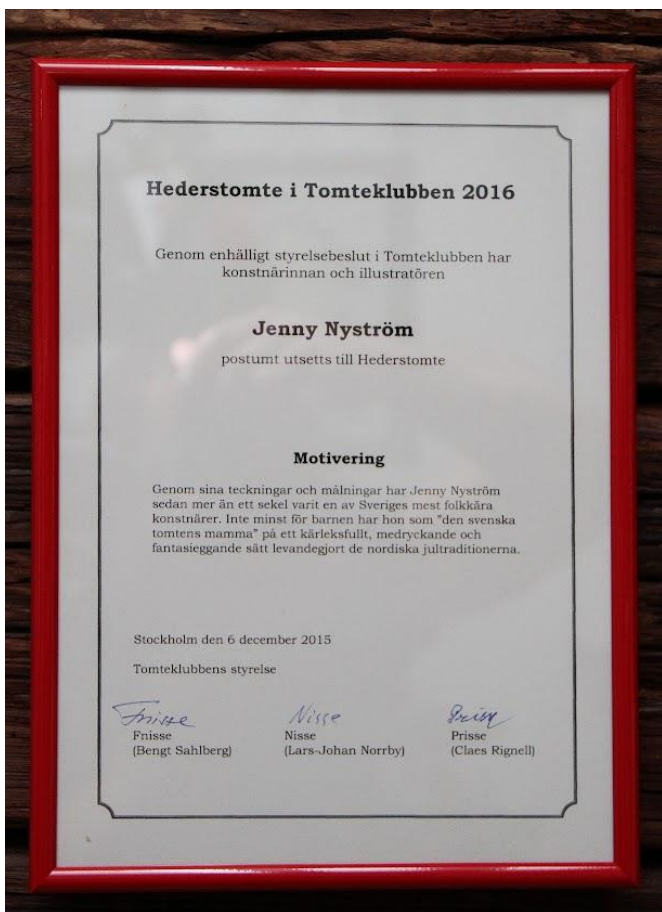 Hederstomte i Tomteklubben 2016
Genom enhälligt styrelsebeslut i Tomteklubben har
konstnärinnan och illustratören
Jenny Nyström
postumt utsetts till Hederstomte
Motivering
Genom sina teckningar och målningar har Jenny Nyström
sedan mer än ett sekel varit en av Sveriges mest folkkära
konstnärer. Inte minst för barnen har hon som "den svenska
tomtens mamma" på ett kärleksfullt, medryckande och
fantasieggande sätt levandegjort de nordiska jultraditionerna.
Stockholm den 6 december 2015
Tomteklubbens styrelse
Fnisse Nisse Prisse
Fnisse Nisse Prisse
(Bengt Sahlberg) (Lars-Johan Norrby) (Claes Rignell)